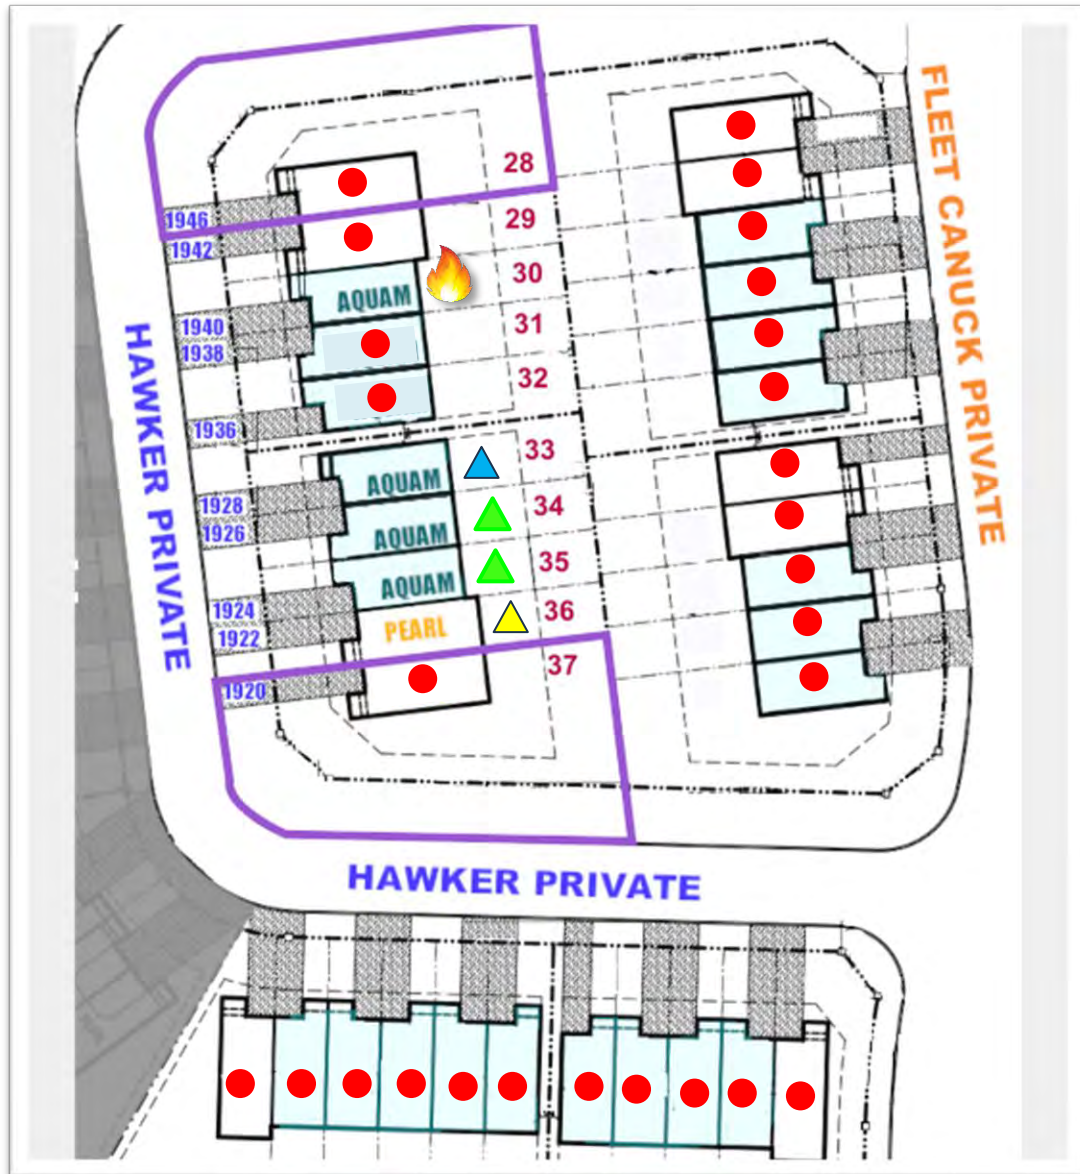 FLEET CANUCK PRIVATE
HAWKER PRIVATE
28
29
30
31
32
33
34
35
36
37
1946
1942
1940
1938
1936
1928
1926
1924
1922
1920
AQUAM
AQUAM
AQUAM
AQUAM
PEARL
HAWKER PRIVATE